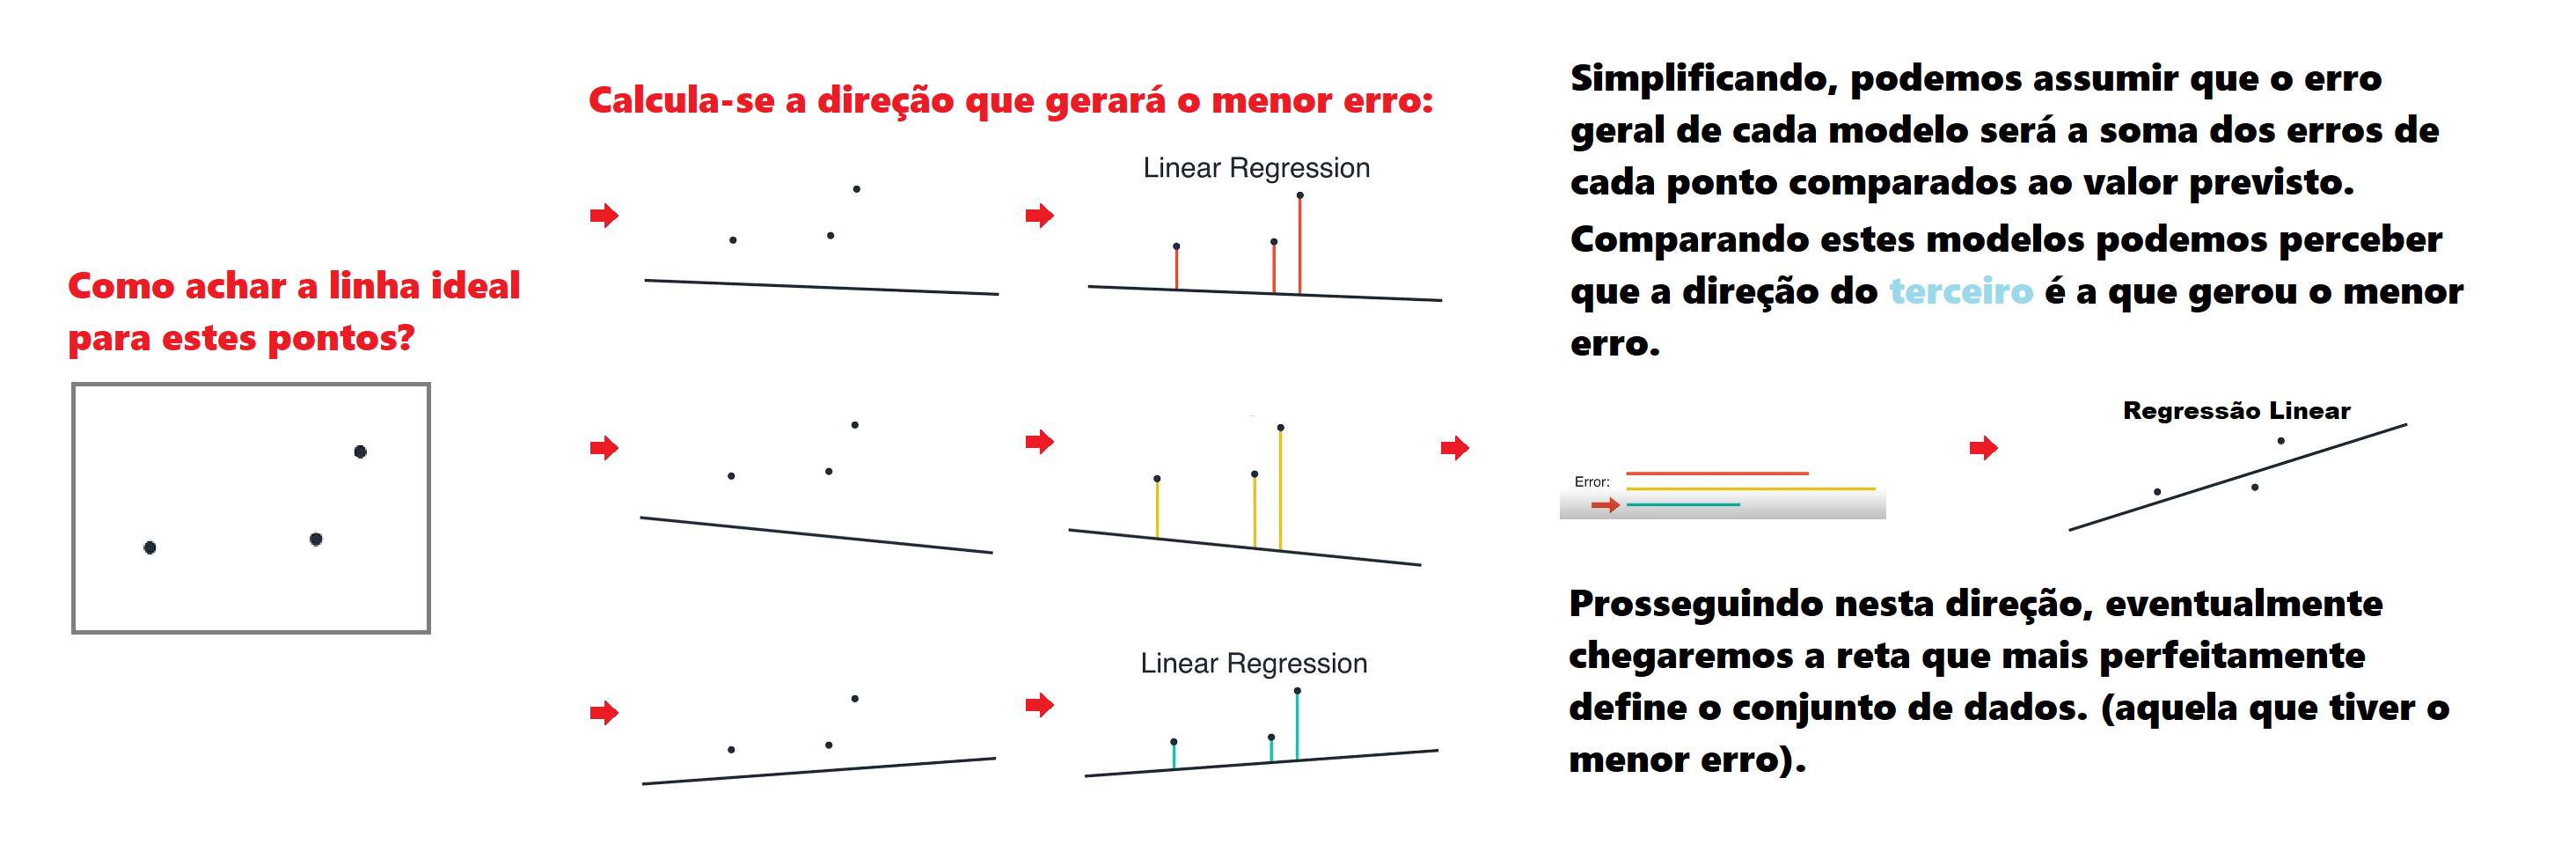 Como achar a linha ideal
para estes pontos?
Calcula-se a direção que gerará o menor erro:
Linear Regression
Linear Regression
Simplificando, podemos assumir que o erro
geral de cada modelo será a soma dos erros de
cada ponto comparados ao valor previsto.
Comparando estes modelos podemos perceber
que a direção do terceiro é a que gerou o menor
erro.
Error:
Regressão Linear
Prosseguindo nesta direção, eventualmente
chegaremos a reta que mais perfeitamente
define o conjunto de dados. (aquela que tiver o
menor erro).